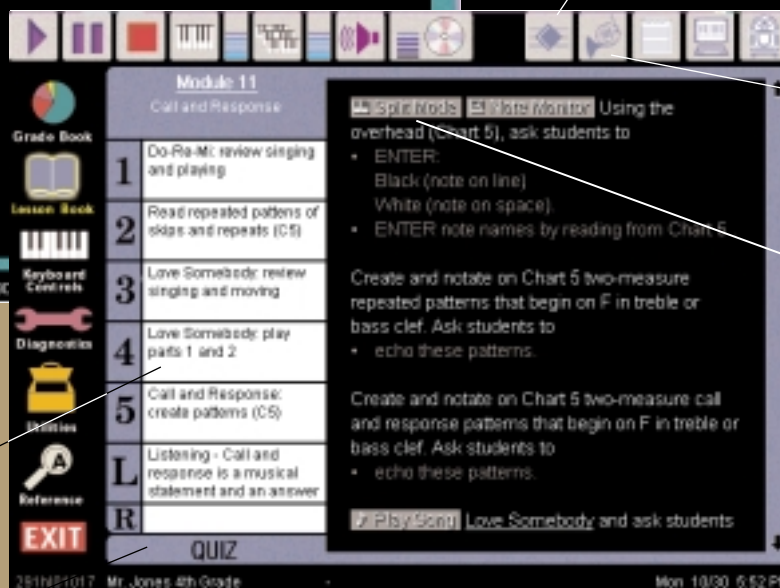 Module 11
Call and Response
Grade Book
Lesson Book
Keyboard
Controls
Diagnostics
Utilities
Reference
EXIT
1 Do-Re-Mi: review singing
and playing
2 Read repeated pattens of
skips and repeats (C5)
3 Love Somebody: review
singing and moving
4 Love Somebody: play
parts 1 and 2
5 Call and Response:
create patterns (C5)
L Listening - Call and
response is a musical
statement and an answer
R
QUIZ
Split Mode Note Monitor Using the
overhead (Chart 5), ask students to
• ENTER:
Black (note on line)
White (note on space).
• ENTER note names by reading from Chart 5
Create and notate on Chart 5 two-measure
repeated patterns that begin on F in treble or
bass clef. Ask students to
• echo these patterns.
Create and notate on Chart 5 two-measure call
and response patterns that begin on F in treble or
bass clef. Ask students to
• echo these patterns.
Play Song Love Somebody and ask students
Mr. Jones 4th Grade
Mon 10/30 5:52 P